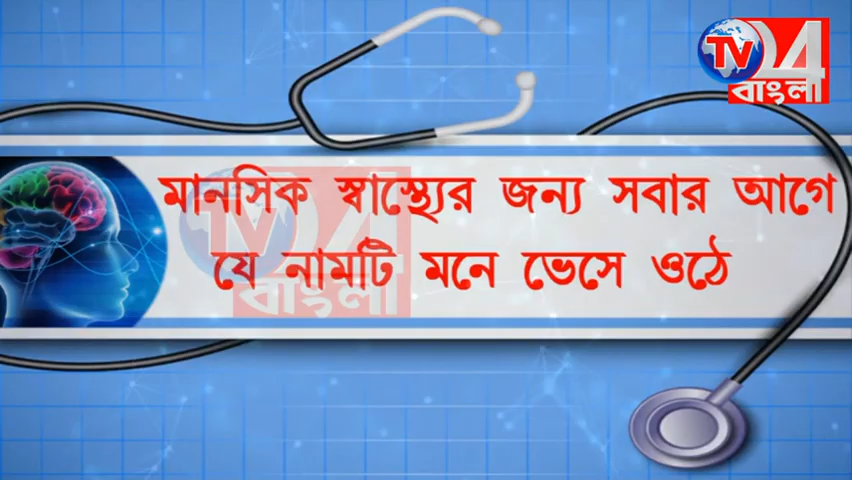 TV 24
বাংলা
মানসিক স্বাস্থ্যের জন্য সবার আগে
যে নামটি মনে ভেসে ওঠে